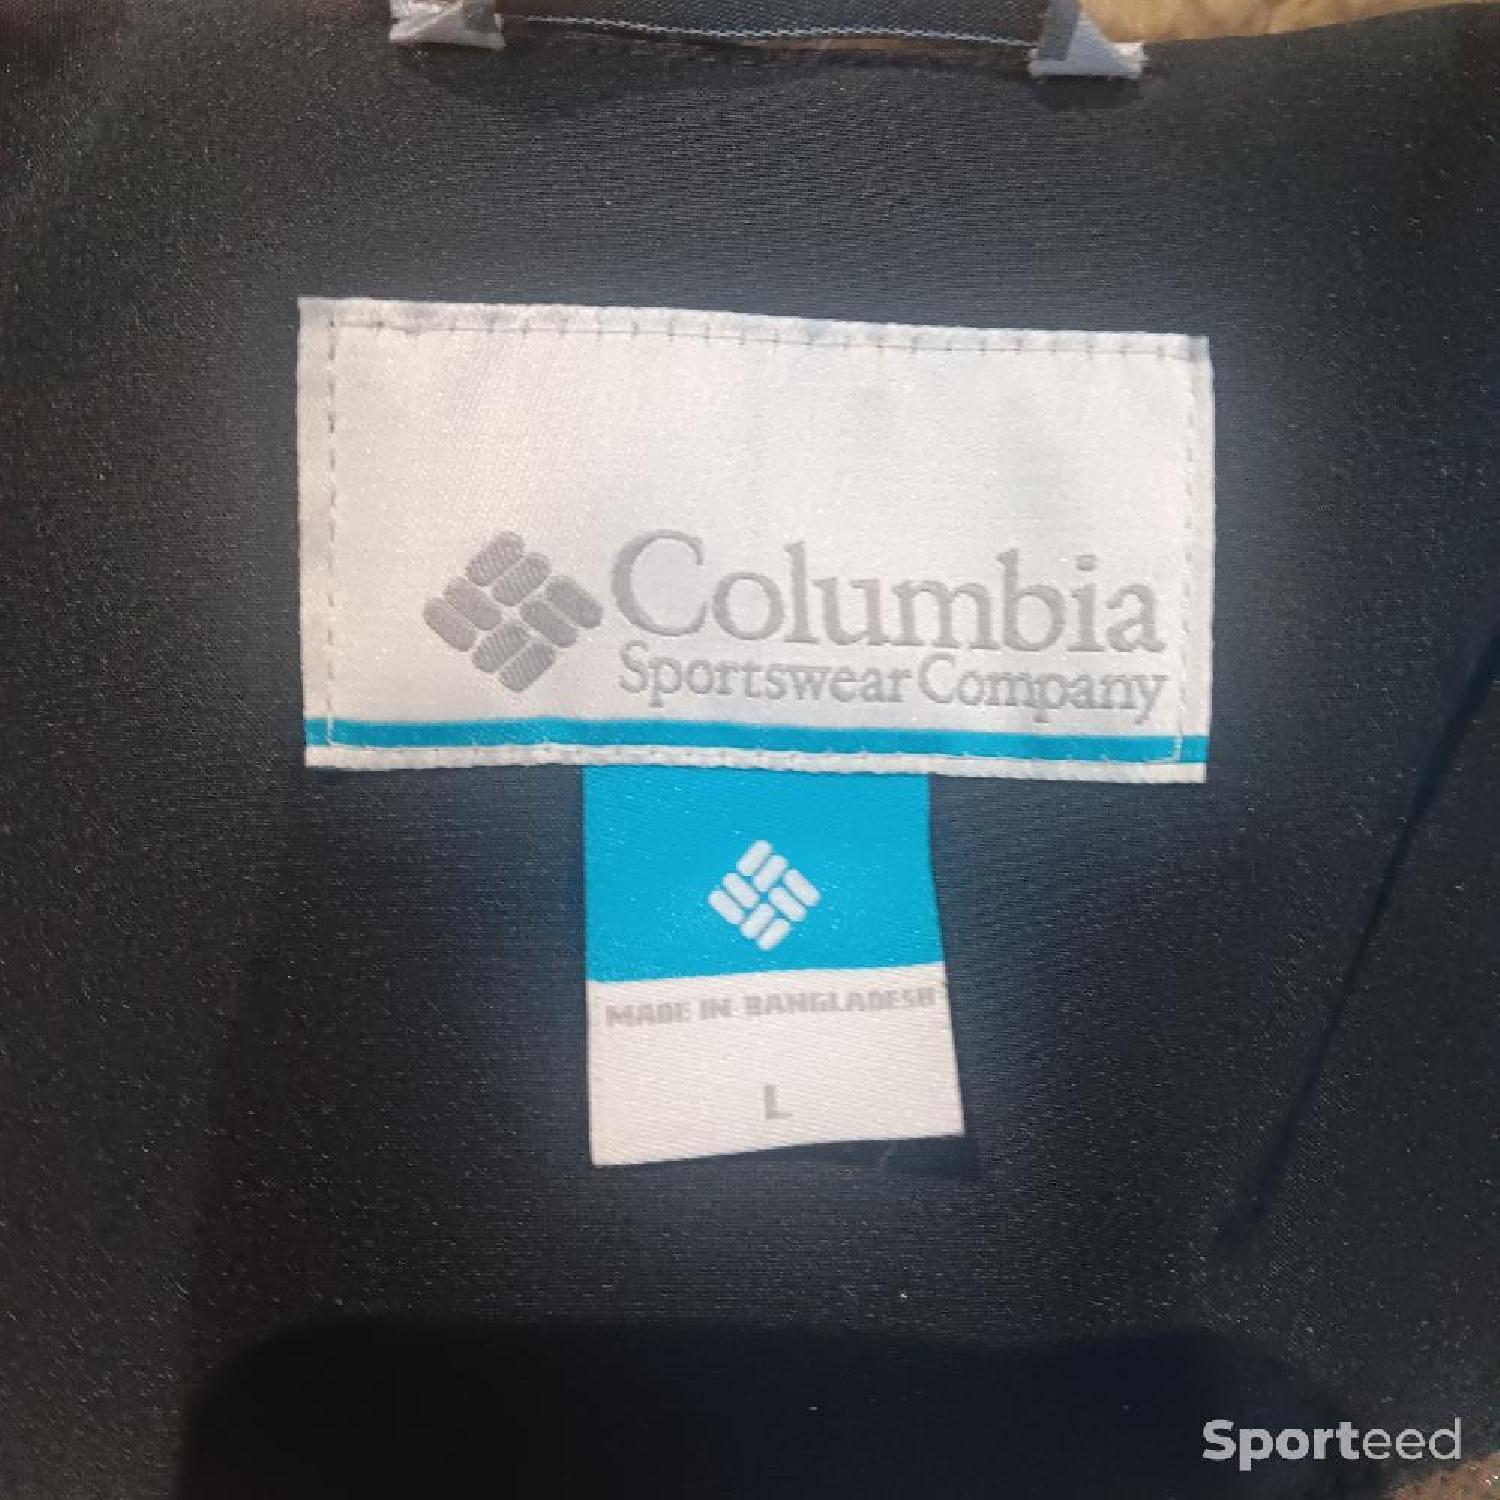 Columbia
Sportswear Company
MADE IN BANGLADESH
L
Sporteed